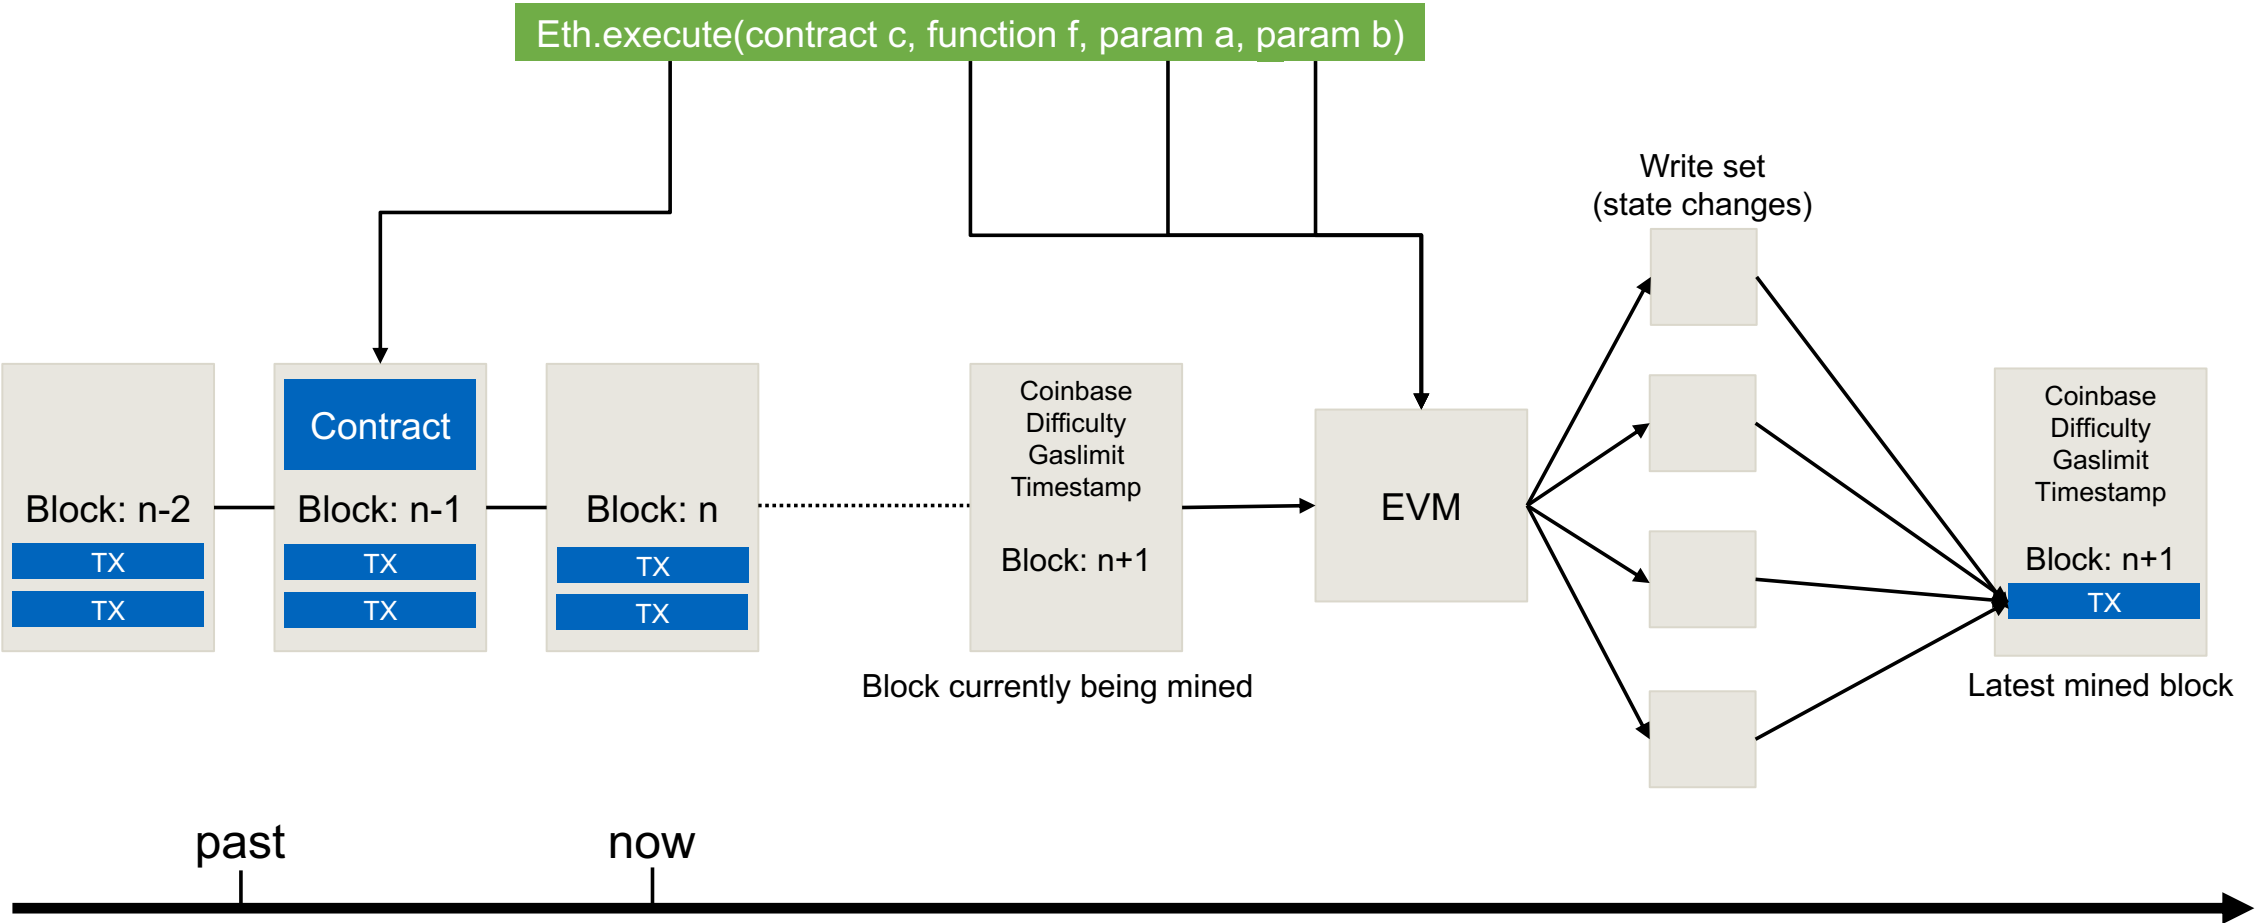 Eth.execute(contract c, function f, param a, param b)
Write set
(state changes)
Contract
Block: n-2
TX
TX
Block: n-1
TX
TX
Block: n
TX
TX
Coinbase
Difficulty
Gaslimit
Timestamp
Block: n+1
Block currently being mined
EVM
Coinbase
Difficulty
Gaslimit
Timestamp
Block: n+1
TX
Latest mined block
past
now